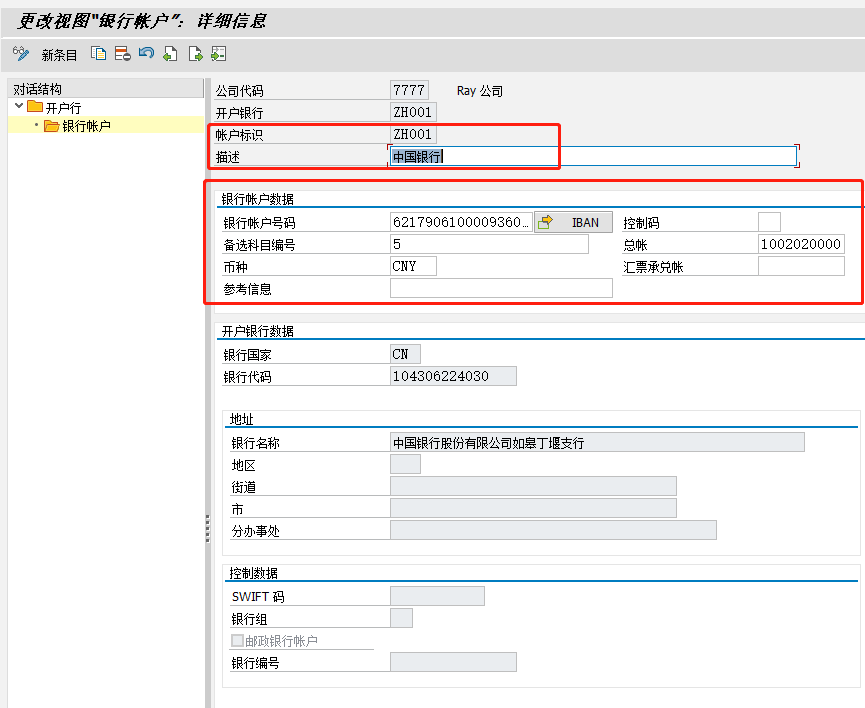 更改视图"银行帐户": 详细信息
新条目
对话结构
开户行
银行帐户
公司代码 7777 Ray 公司
开户银行 ZH001
帐户标识 ZH001
描述 中国银行
银行帐户数据
银行帐户号码 6217906100009360... IBAN 控制码
备选科目编号 5 总帐 1002020000
币种 CNY 汇票承兑帐
参考信息
开户银行数据
银行国家 CN
银行代码 104306224030
地址
银行名称 中国银行股份有限公司如皋丁堰支行
地区
街道
市
分办事处
控制数据
SWIFT 码
银行组
邮政银行帐户
银行编号